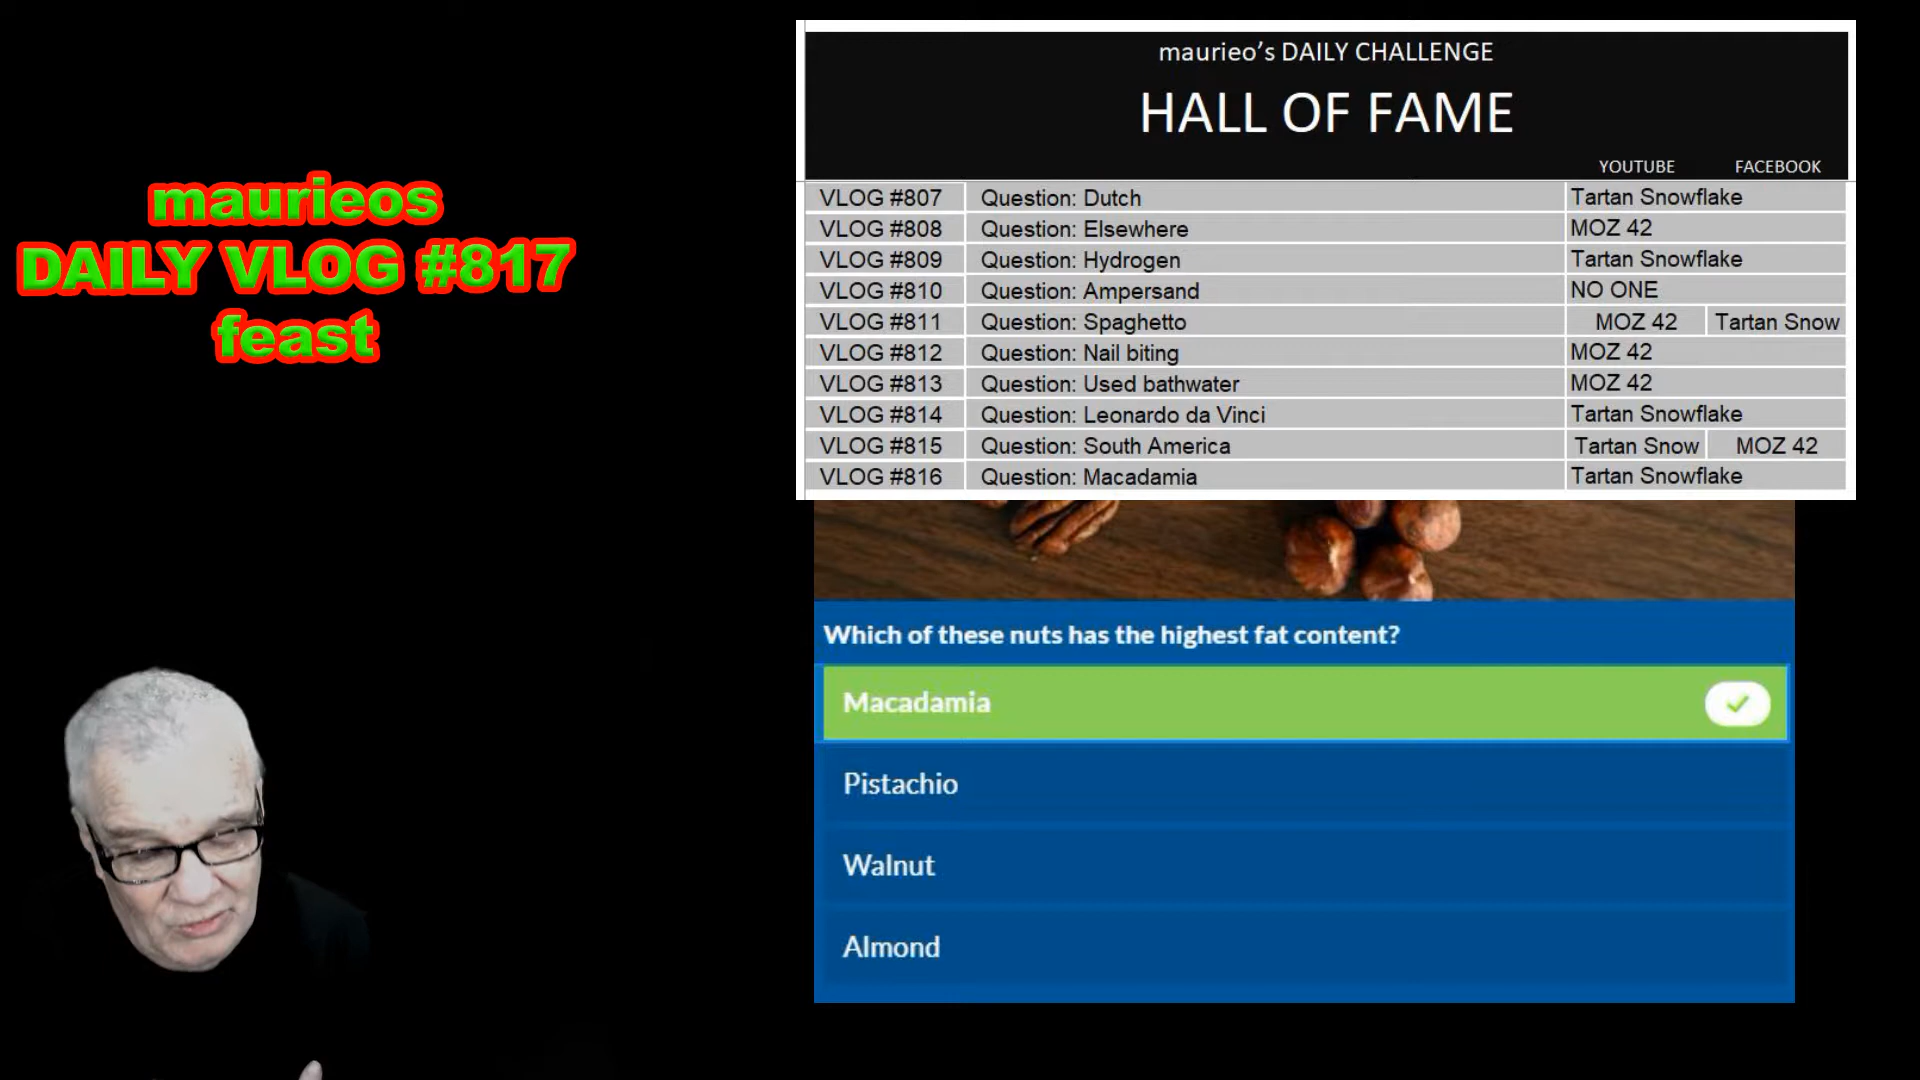 maurieos
DAILY VLOG #817
feast
maurieo's DAILY CHALLENGE
HALL OF FAME
YOUTUBE FACEBOOK
VLOG #807 Question: Dutch Tartan Snowflake
VLOG #808 Question: Elsewhere MOZ 42
VLOG #809 Question: Hydrogen Tartan Snowflake
VLOG #810 Question: Ampersand NO ONE
VLOG #811 Question: Spaghetto MOZ 42 Tartan Snow
VLOG #812 Question: Nail biting MOZ 42
VLOG #813 Question: Used bathwater MOZ 42
VLOG #814 Question: Leonardo da Vinci Tartan Snowflake
VLOG #815 Question: South America Tartan Snow MOZ 42
VLOG #816 Question: Macadamia Tartan Snowflake
Which of these nuts has the highest fat content?
Macadamia
Pistachio
Walnut
Almond